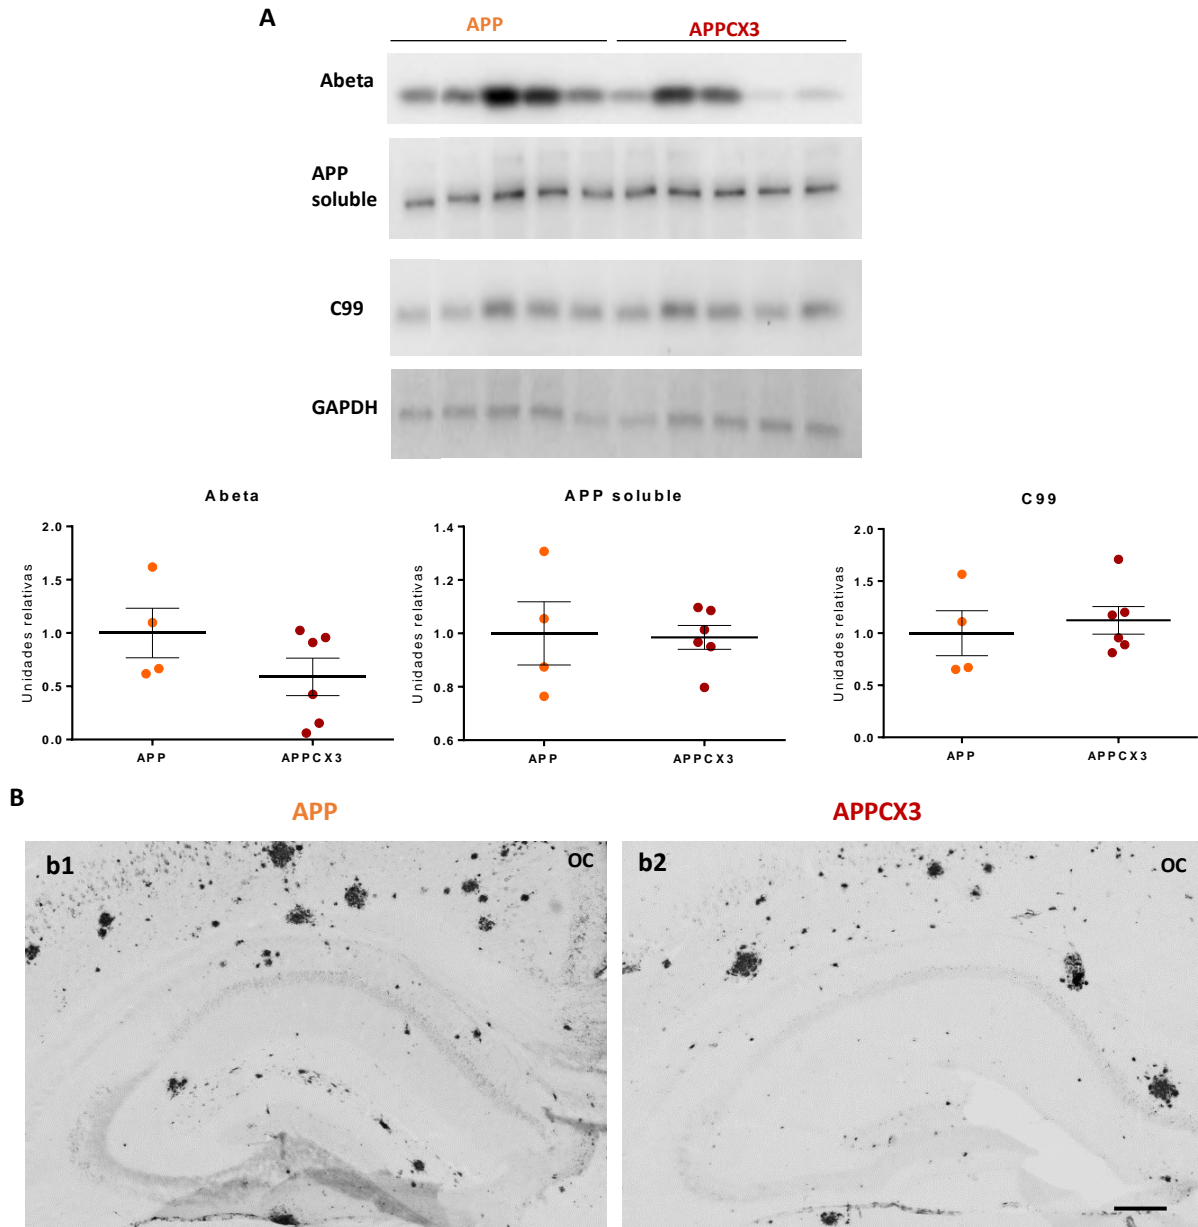 A
APP
APPCX3
Abeta
APP
soluble
C99
GAPDH
Abeta
Unidades relativas
2.0
1.5
1.0
0.5
0.0
APP
APPCX3
APP soluble
Unidades relativas
1.4
1.2
1.0
0.8
0.6
APP
APPCX3
C99
Unidades relativas
2.0
1.5
1.0
0.5
0.0
APP
APPCX3
B
APP
APPCX3
b1
OC
b2
OC